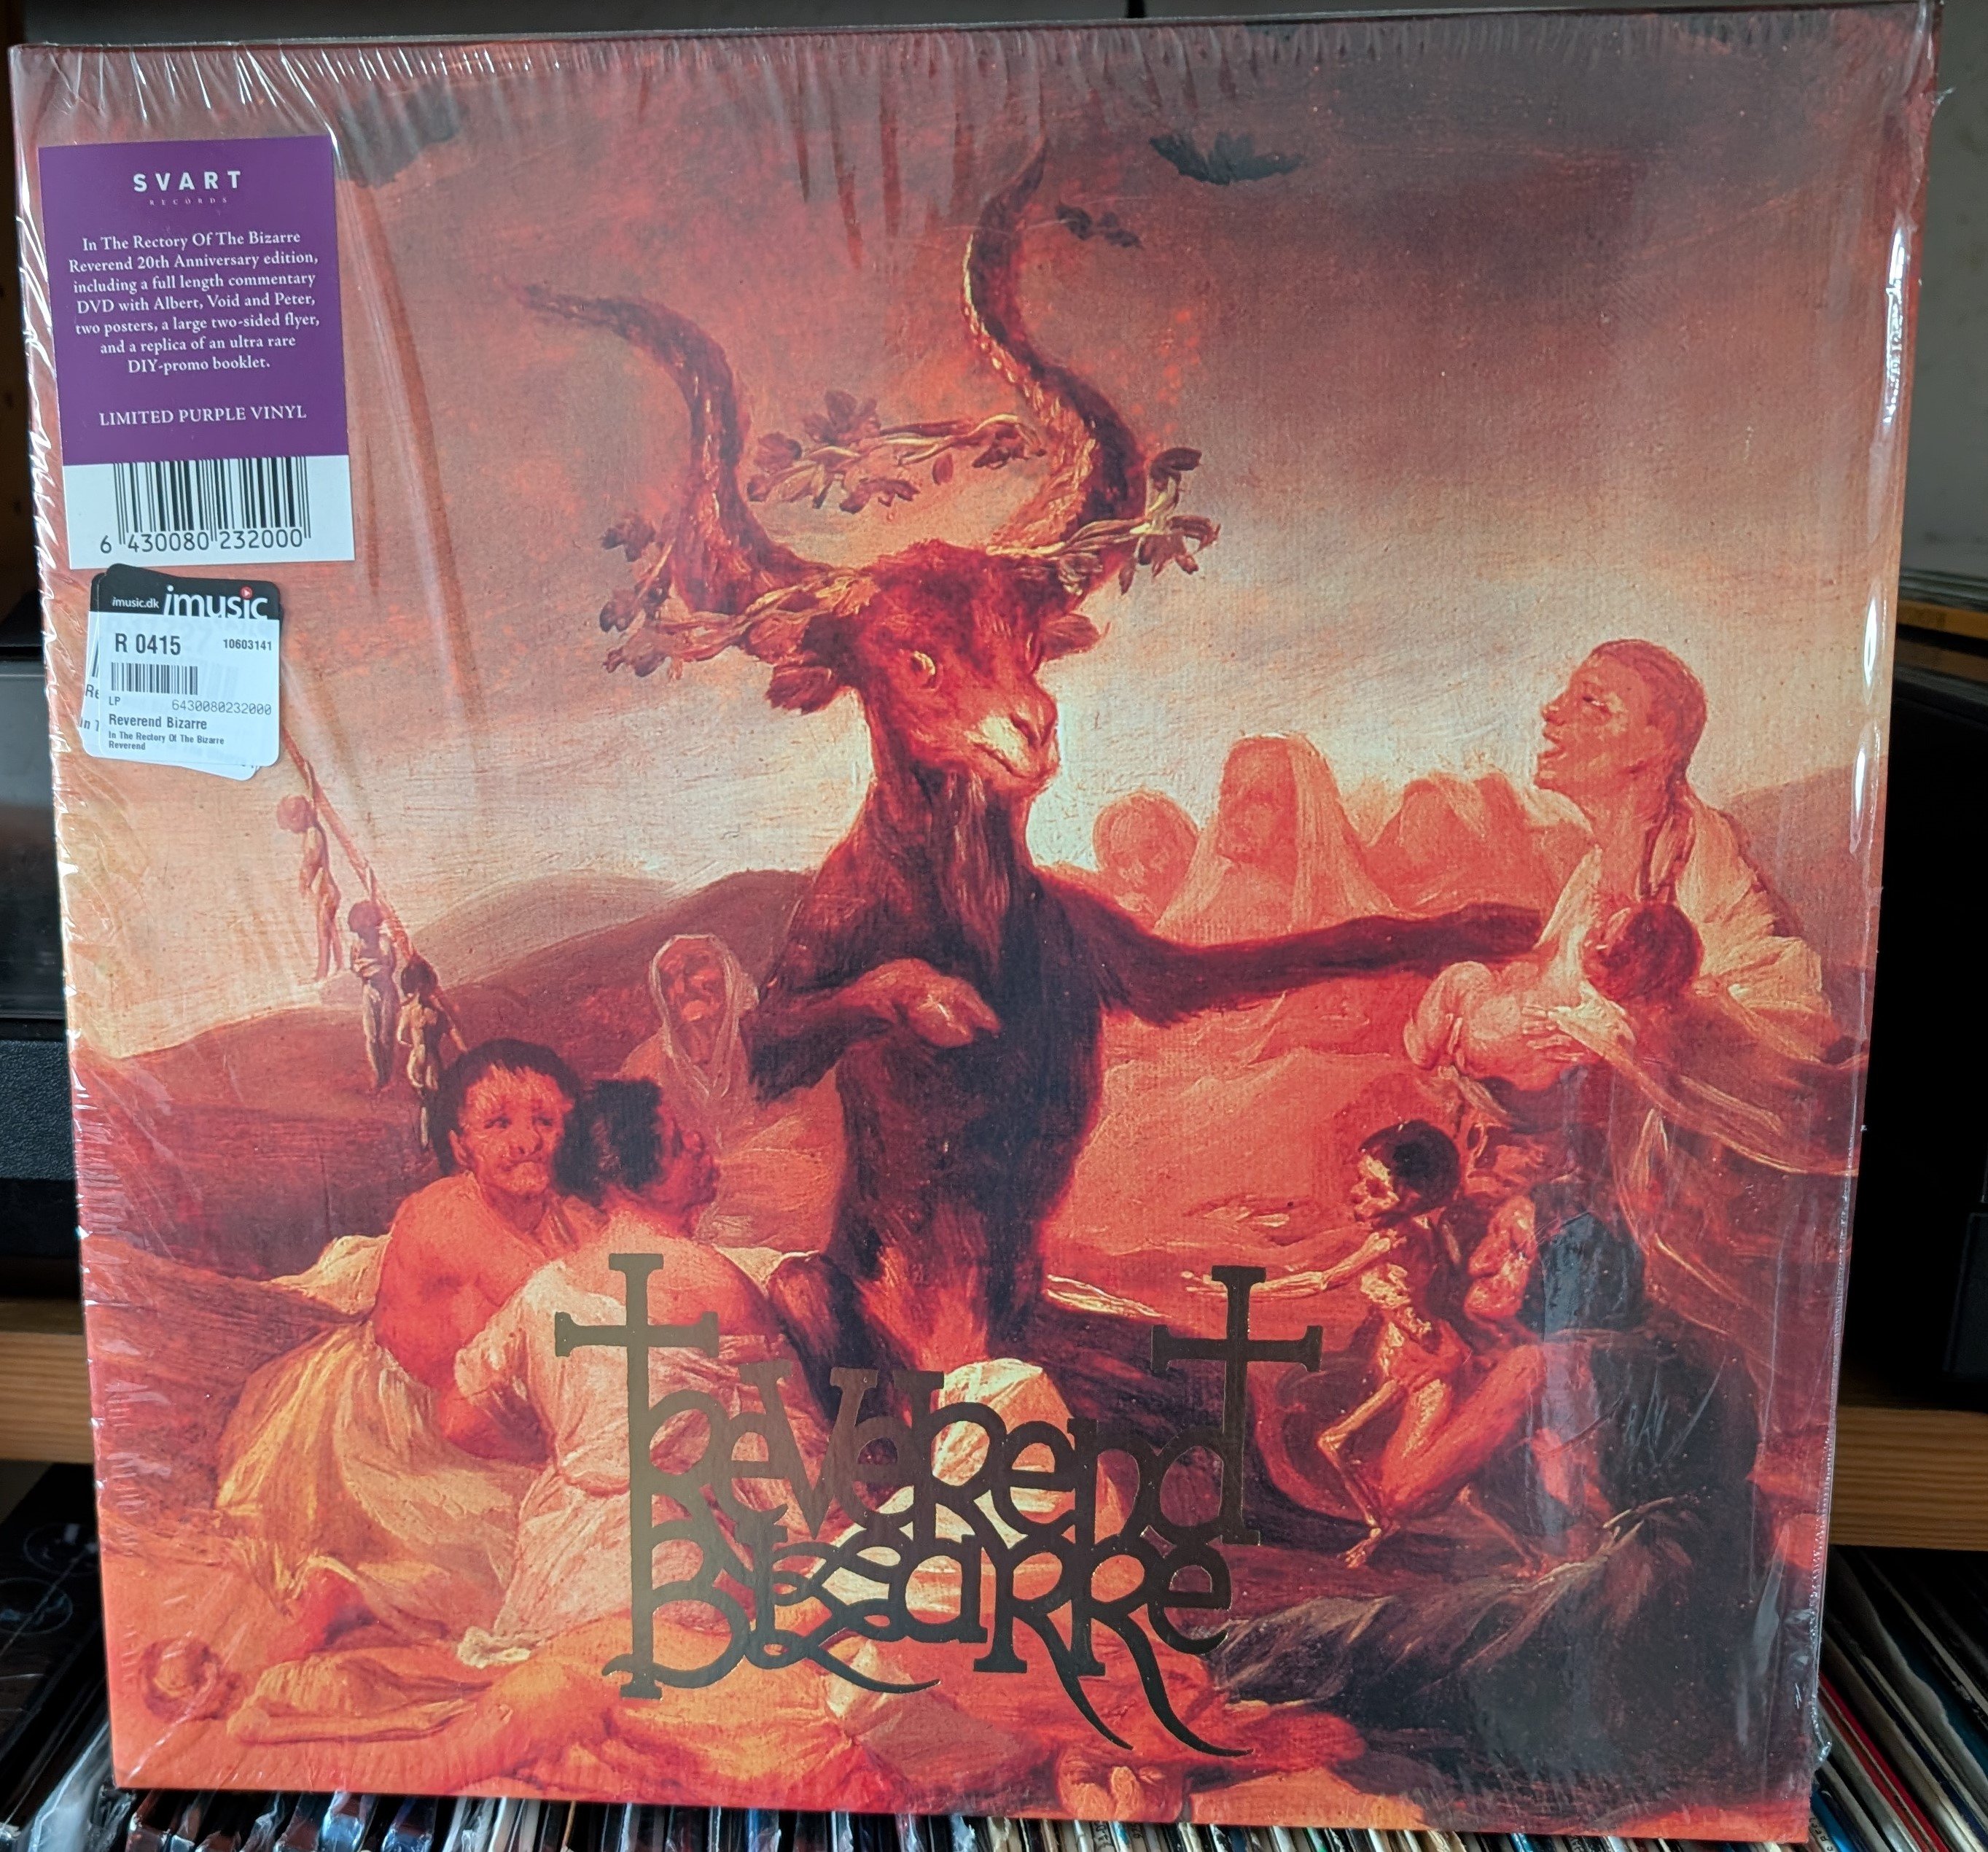 SVART
RECORDS
In The Rectory Of The Bizarre
Reverend 20th Anniversary edition,
including a full length commentary
DVD with Albert, Void and Peter,
two posters, a large two-sided flyer,
and a replica of an ultra rare
DIY-promo booklet.
LIMITED PURPLE VINYL
6 430080 232000
imusic.dk imusic
R 0415 10603141
LP 6430080232000
Reverend Bizarre
In The Rectory Of The Bizarre
Reverend
Reverend
Bizarre